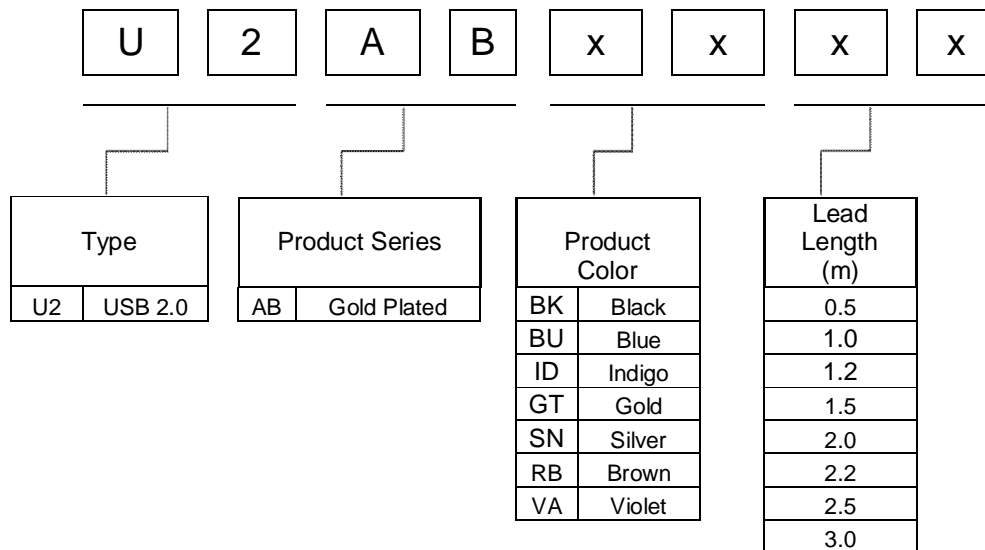 U 2 A B x x x x
Type
U2 USB 2.0
Product Series
AB Gold Plated
Product
Color
BK Black
BU Blue
ID Indigo
GT Gold
SN Silver
RB Brown
VA Violet
Lead
Length
(m)
0.5
1.0
1.2
1.5
2.0
2.2
2.5
3.0